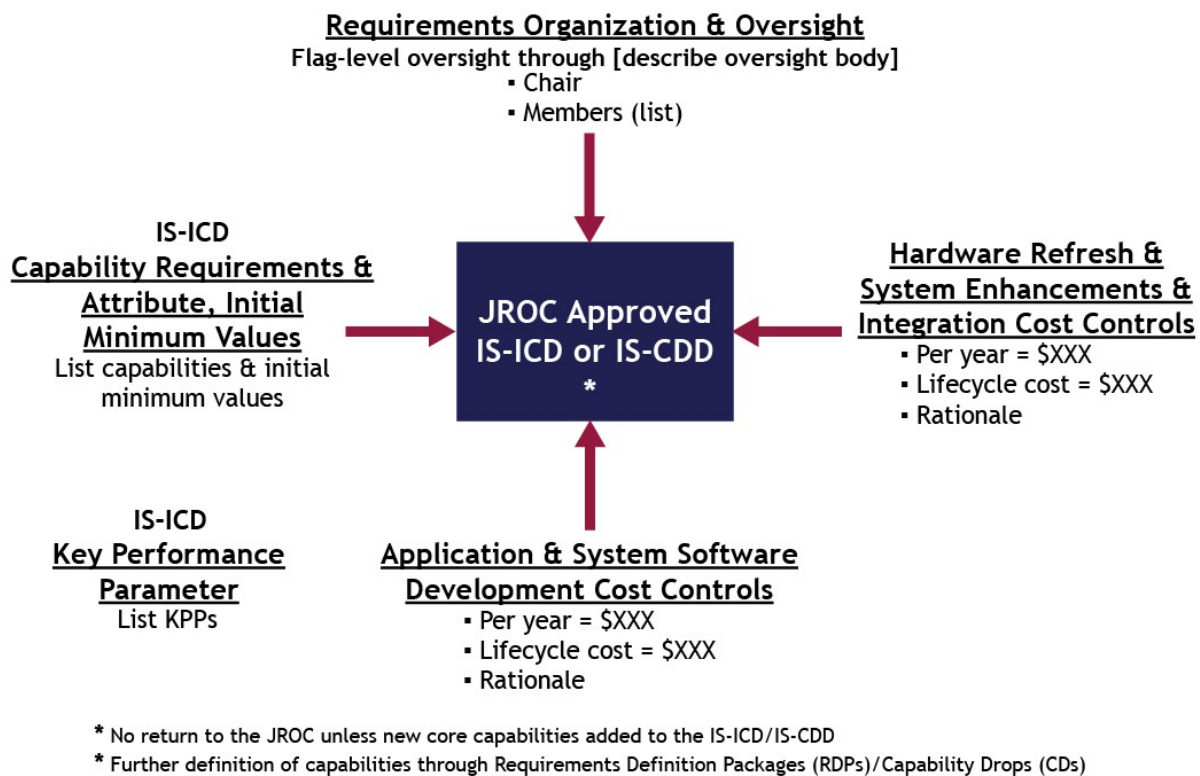 Requirements Organization & Oversight
Flag-level oversight through [describe oversight body]
▪ Chair
▪ Members (list)
IS-ICD
Capability Requirements &
Attribute, Initial
Minimum Values
List capabilities & initial
minimum values
JROC Approved
IS-ICD or IS-CDD
*
Hardware Refresh &
System Enhancements &
Integration Cost Controls
▪ Per year = $XXX
▪ Lifecycle cost = $XXX
▪ Rationale
IS-ICD
Key Performance
Parameter
List KPPs
Application & System Software
Development Cost Controls
▪ Per year = $XXX
▪ Lifecycle cost = $XXX
▪ Rationale
* No return to the JROC unless new core capabilities added to the IS-ICD/IS-CDD
* Further definition of capabilities through Requirements Definition Packages (RDPs)/Capability Drops (CDs)